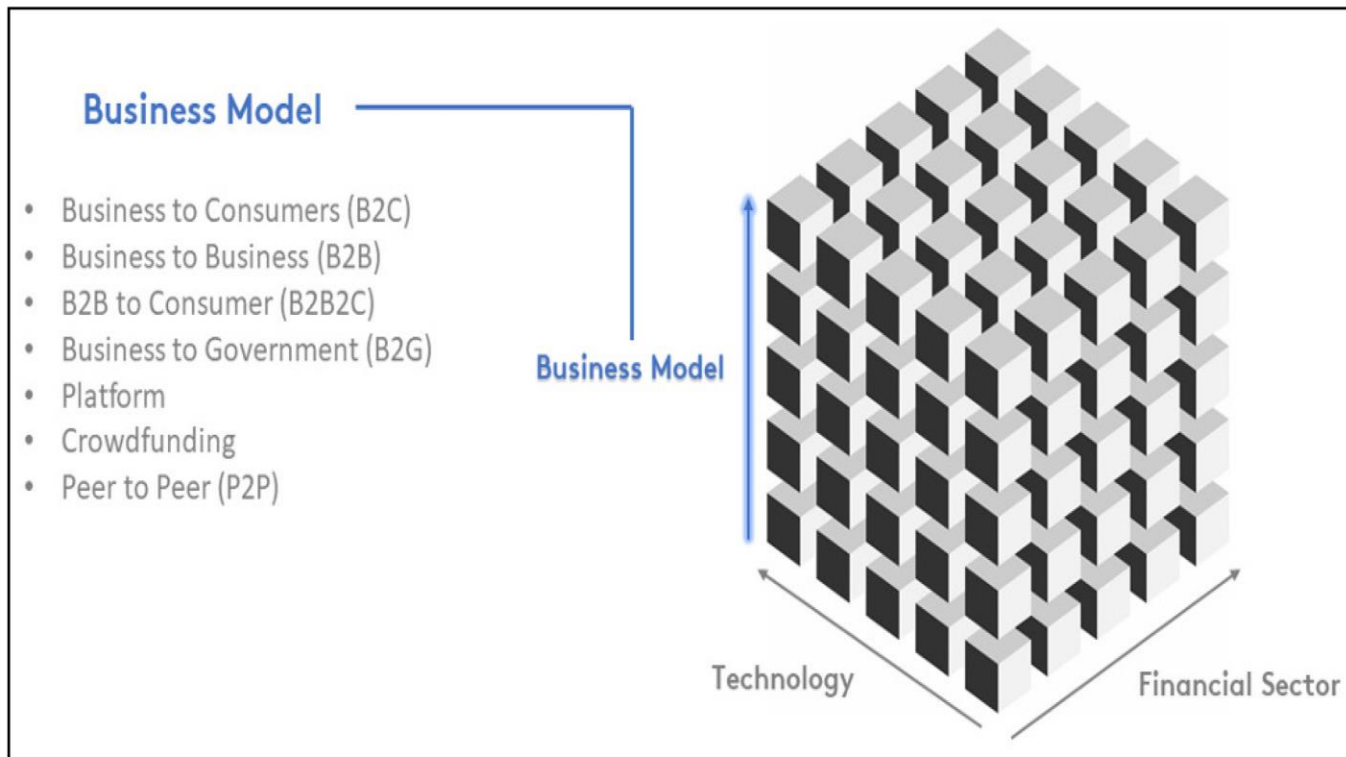 Business Model
• Business to Consumers (B2C)
• Business to Business (B2B)
• B2B to Consumer (B2B2C)
• Business to Government (B2G)
• Platform
• Crowdfunding
• Peer to Peer (P2P)
Business Model
Technology
Financial Sector